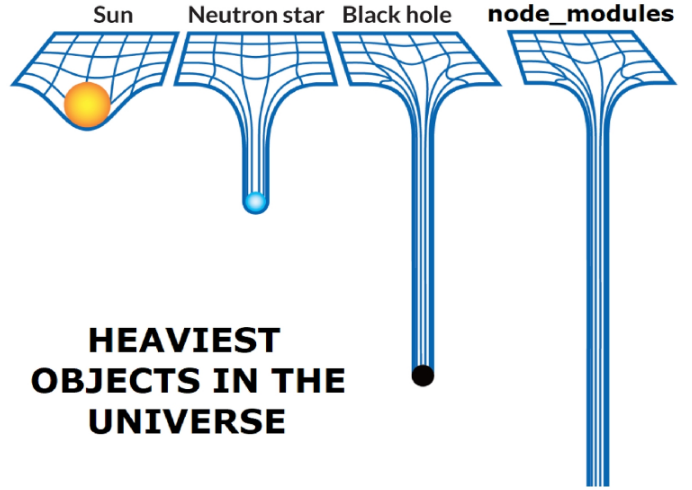 Sun Neutron star Black hole node_modules
HEAVIEST
OBJECTS IN THE
UNIVERSE